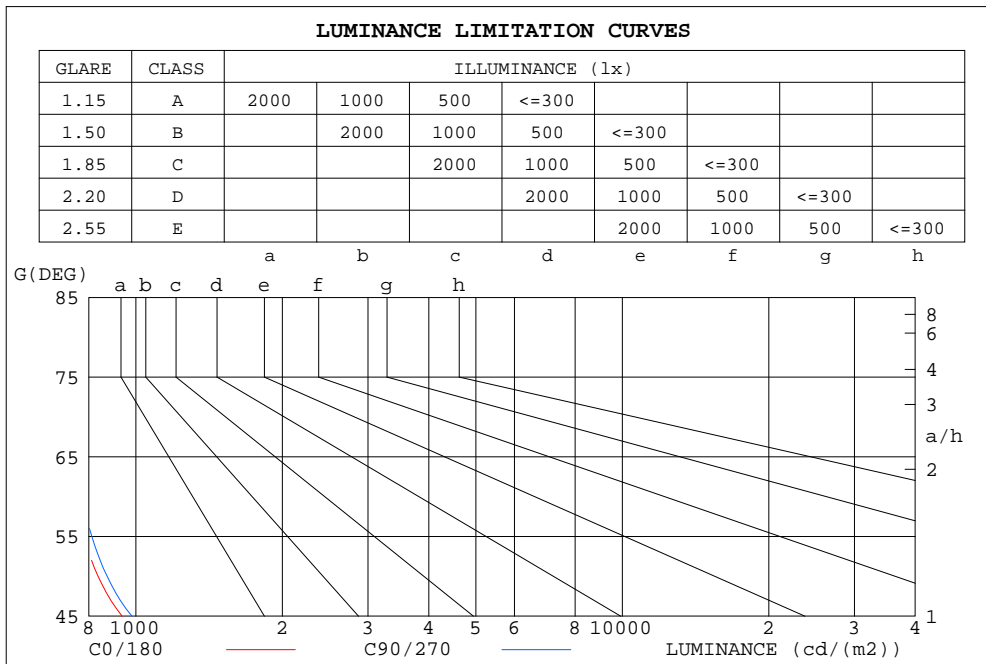 LUMINANCE LIMITATION CURVES
GLARE CLASS ILLUMINANCE (lx)
1.15 A 2000 1000 500 <=300
1.50 B 2000 1000 500 <=300
1.85 C 2000 1000 500 <=300
2.20 D 2000 1000 500 <=300
2.55 E 2000 1000 500 <=300
a b c d e f g h
G(DEG)
a b c d e f g h
85
8
6
75
4
3
a/h
65
2
55
45
1
8 1000 2 3 4 5 6 8 10000 2 3 4
C0/180 C90/270 LUMINANCE (cd/(m2))